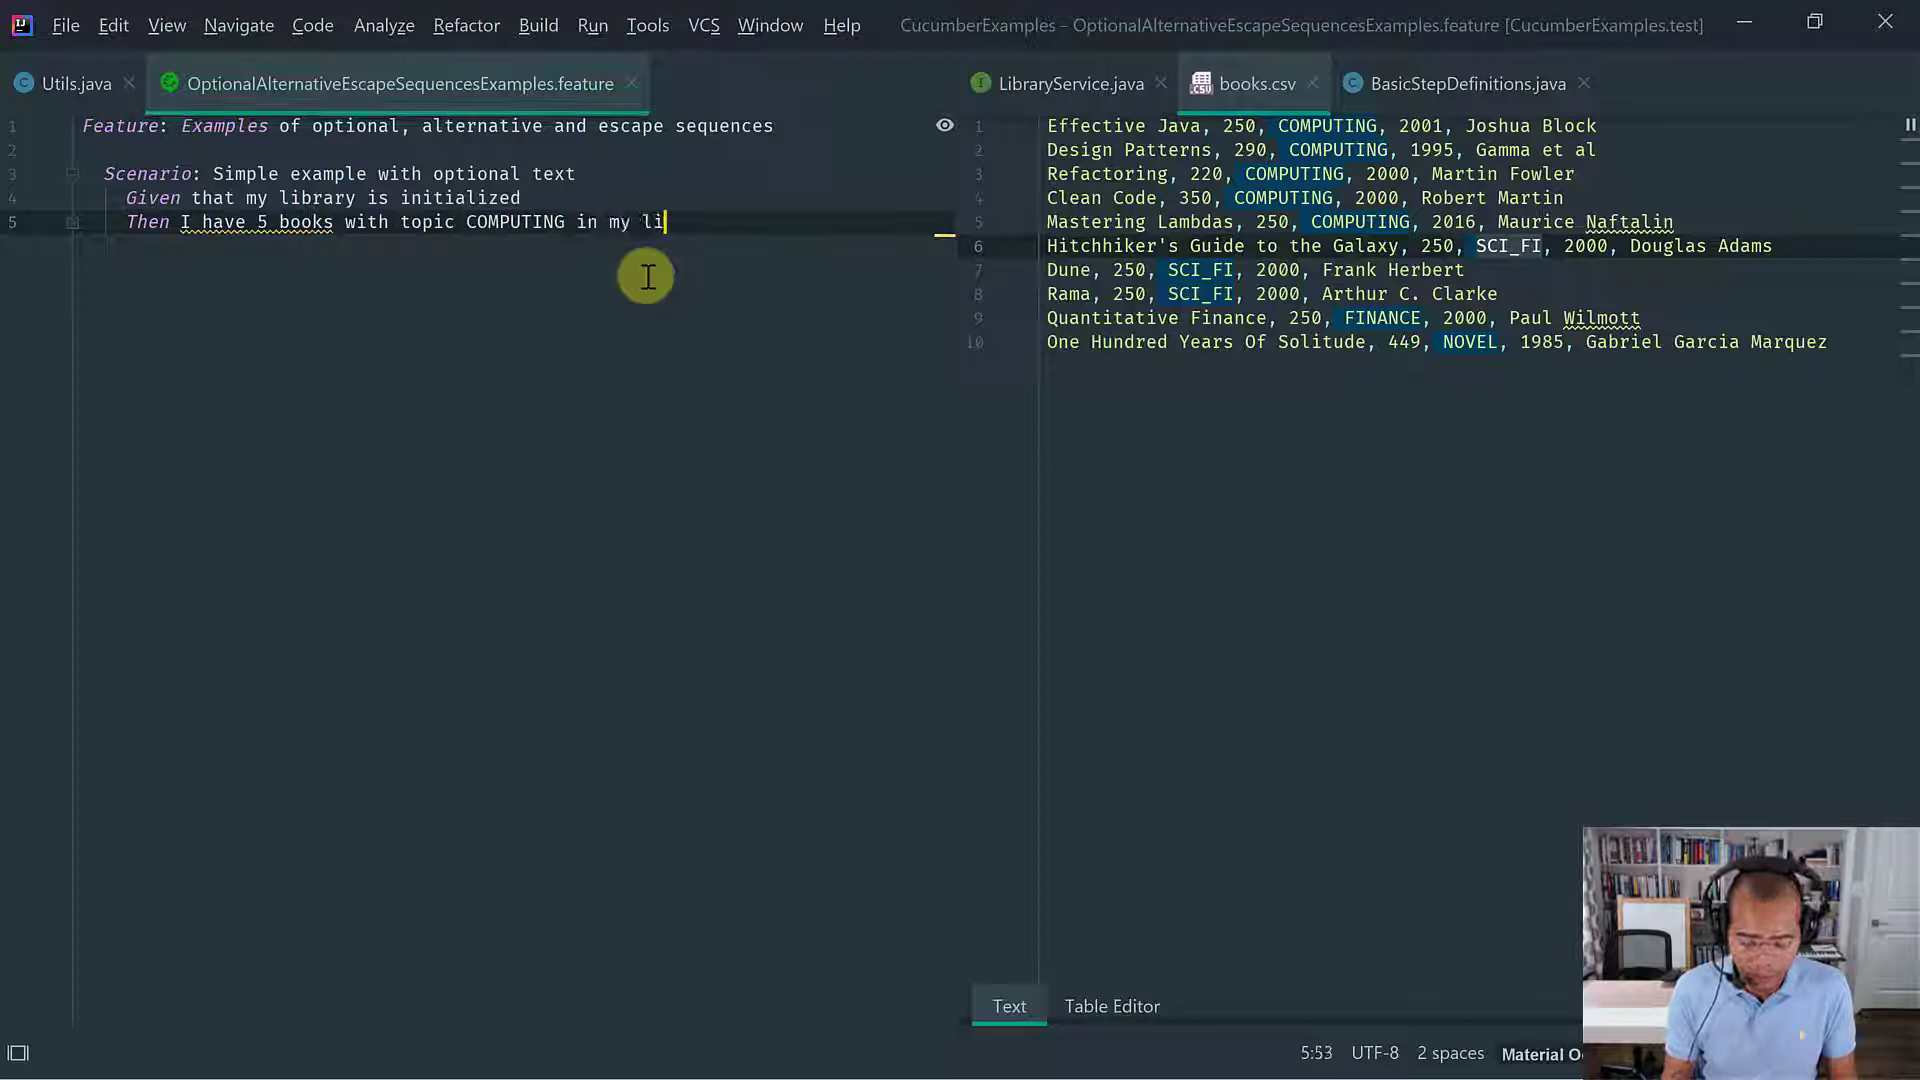 File Edit View Navigate Code Analyze Refactor Build Run Tools VCS Window Help CucumberExamples - OptionalAlternativeEscapeSequencesExamples.feature [CucumberExamples.test]
Utils.java OptionalAlternativeEscapeSequencesExamples.feature
LibraryService.java books.csv BasicStepDefinitions.java
1 Feature: Examples of optional, alternative and escape sequences
2
3 Scenario: Simple example with optional text
4 Given that my library is initialized
5 Then I have 5 books with topic COMPUTING in my li
1 Effective Java, 250, COMPUTING, 2001, Joshua Block
2 Design Patterns, 290, COMPUTING, 1995, Gamma et al
3 Refactoring, 220, COMPUTING, 2000, Martin Fowler
4 Clean Code, 350, COMPUTING, 2000, Robert Martin
5 Mastering Lambdas, 250, COMPUTING, 2016, Maurice Naftalin
6 Hitchhiker's Guide to the Galaxy, 250, SCI_FI, 2000, Douglas Adams
7 Dune, 250, SCI_FI, 2000, Frank Herbert
8 Rama, 250, SCI_FI, 2000, Arthur C. Clarke
9 Quantitative Finance, 250, FINANCE, 2000, Paul Wilmott
10 One Hundred Years Of Solitude, 449, NOVEL, 1985, Gabriel Garcia Marquez
Text Table Editor
5:53 UTF-8 2 spaces Material O